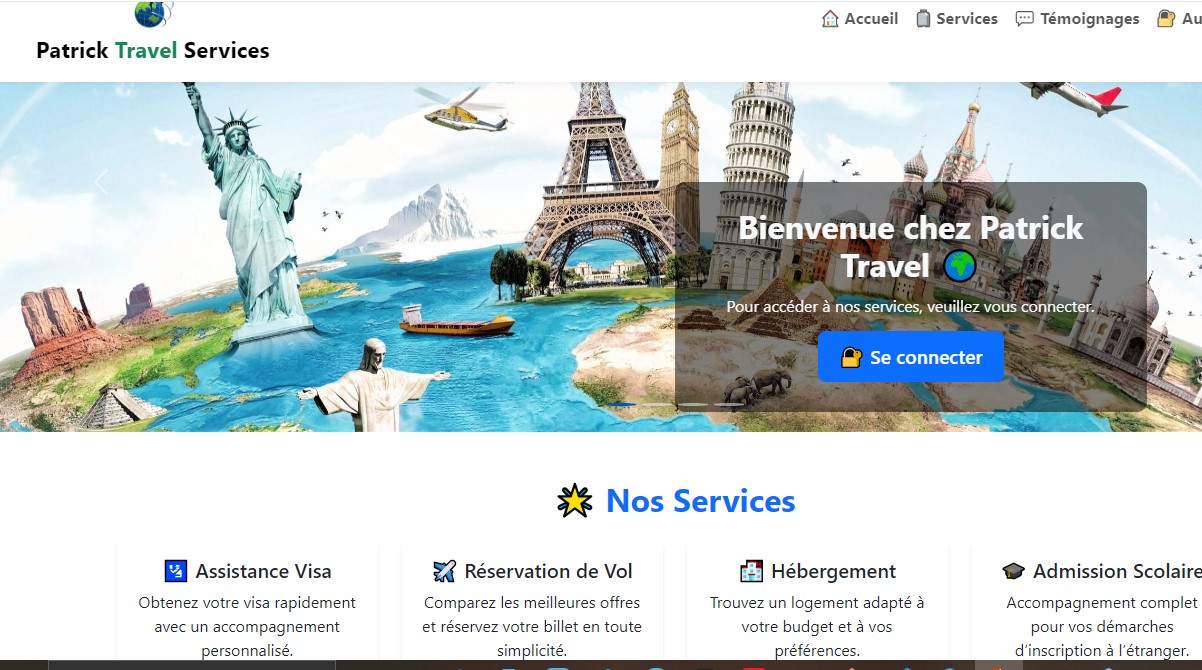 Accueil
Services
Témoignages
Au
Patrick Travel Services
Bienvenue chez Patrick
Travel
Pour accéder à nos services, veuillez vous connecter.
Se connecter
Nos Services
Assistance Visa
Obtenez votre visa rapidement
avec un accompagnement
personnalisé.
Réservation de Vol
Comparez les meilleures offres
et réservez votre billet en toute
simplicité.
Hébergement
Trouvez un logement adapté à
votre budget et à vos
préférences.
Admission Scolaire
Accompagnement complet
pour vos démarches
d'inscription à l'étranger.